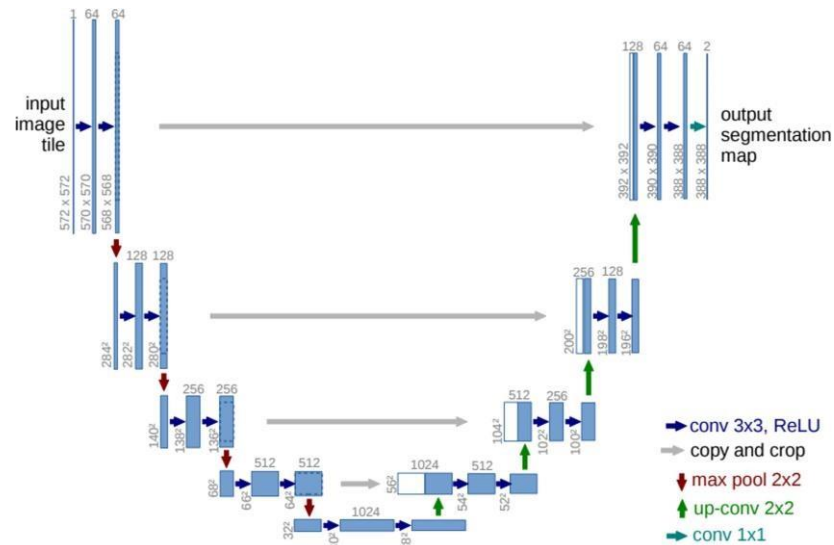 1 64 64
input
image
tile
572 x 572
570 x 570
568 x 568
128 64 64 2
output
segmentation
map
392 x 392
390 x 390
388 x 388
388 x 388
128 128
284²
282²
280²
256 128
200²
198²
196²
256 256
140²
138²
136²
512 256
104²
102²
100²
512 512
68²
66²
64²
1024 512
56²
54²
52²
1024
32²
conv 3x3, ReLU
copy and crop
max pool 2x2
up-conv 2x2
conv 1x1